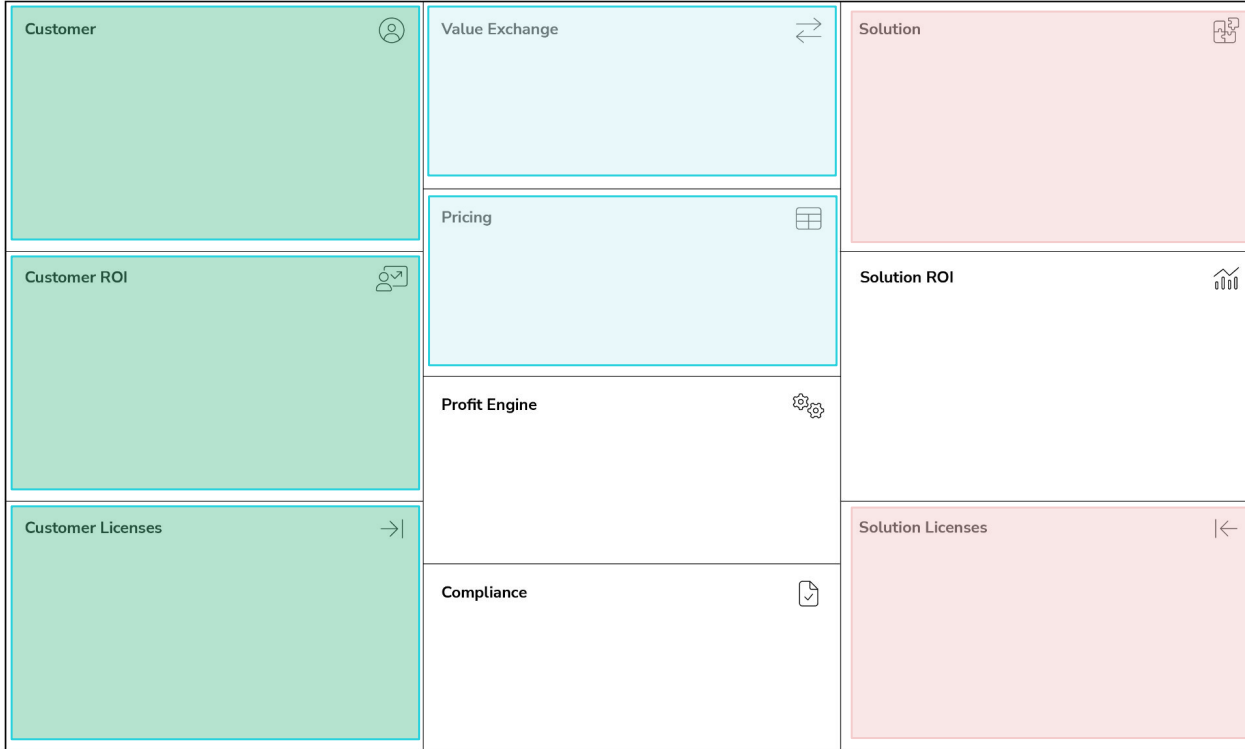 Customer
Value Exchange
Solution
Pricing
Customer ROI
Solution ROI
Profit Engine
Customer Licenses
Solution Licenses
Compliance